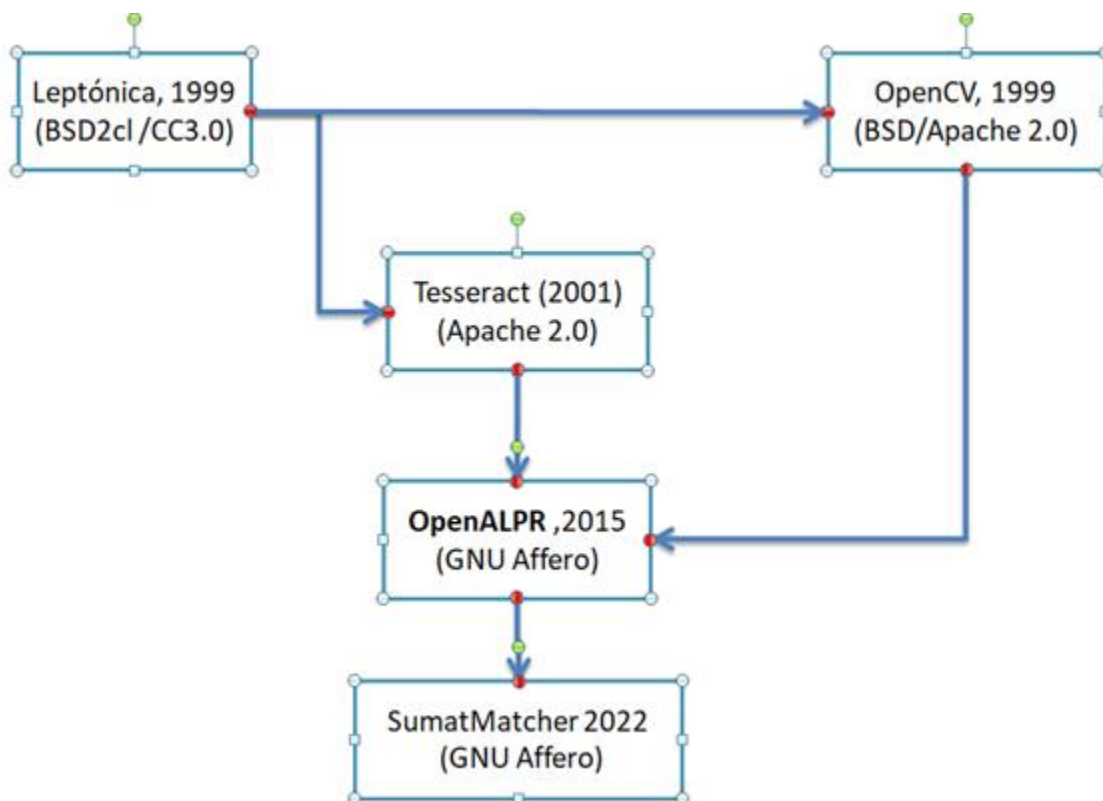 Leptónica, 1999
(BSD2cl /CC3.0)
OpenCV, 1999
(BSD/Apache 2.0)
Tesseract (2001)
(Apache 2.0)
OpenALPR ,2015
(GNU Affero)
SumatMatcher 2022
(GNU Affero)